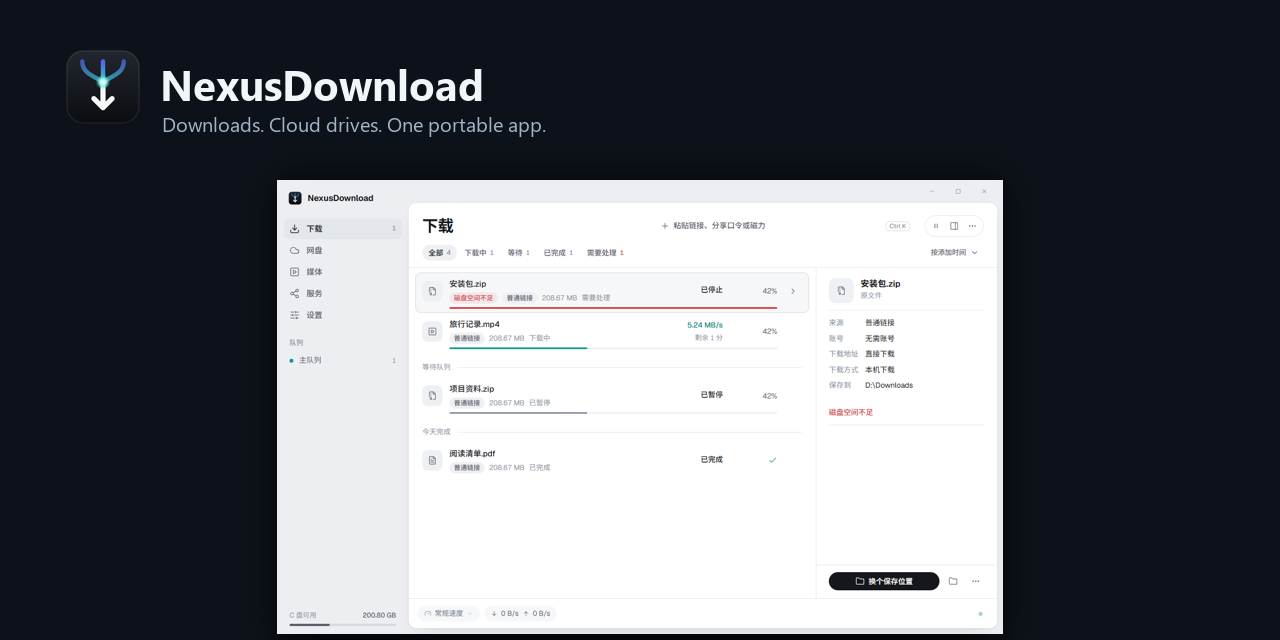 NexusDownload
Downloads. Cloud drives. One portable app.
NexusDownload
下载 1
网盘
媒体
服务
设置
队列
主队列 1
C 盘可用 200.80 GB
下载
粘贴链接、分享口令或磁力
Ctrl K
全部 4 下载中 1 等待 1 已完成 1 需要处理 1
按添加时间
安装包.zip
磁盘空间不足 普通链接 208.67 MB 需要处理
已停止
42%
旅行记录.mp4
普通链接 208.67 MB 下载中
5.24 MB/s
剩余 1 分
42%
等待队列
项目资料.zip
普通链接 208.67 MB 已暂停
已暂停
42%
今天完成
阅读清单.pdf
普通链接 208.67 MB 已完成
已完成
安装包.zip
原文件
来源 普通链接
账号 无需账号
下载地址 直接下载
下载方式 本机下载
保存到 D:\Downloads
磁盘空间不足
换个保存位置
常规速度
↓ 0 B/s ↑ 0 B/s